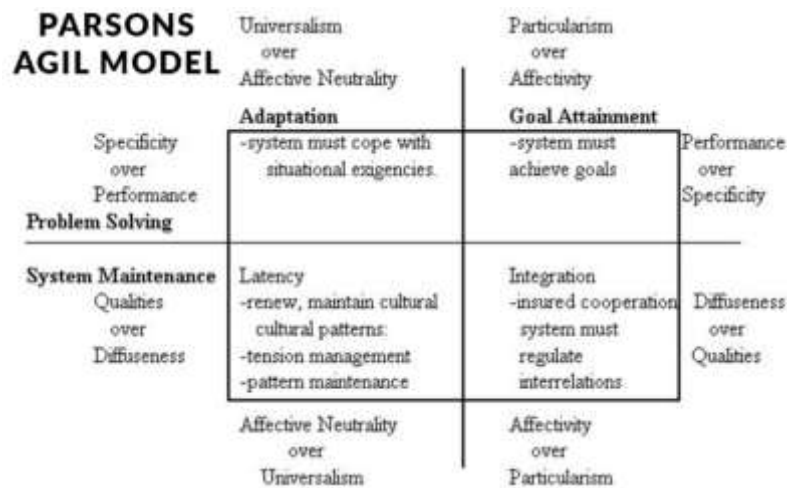 PARSONS
AGIL MODEL
Universalism
over
Affective Neutrality
Particularism
over
Affectivity
Adaptation
-system must cope with
situational exigencies.
Goal Attainment
-system must
achieve goals
Specificity
over
Performance
Performance
over
Specificity
Problem Solving
System Maintenance
Qualities
over
Diffuseness
Latency
-renew, maintain cultural
cultural patterns:
-tension management
-pattern maintenance
Integration
-insured cooperation
system must
regulate
interrelations
Diffuseness
over
Qualities
Affective Neutrality
over
Universalism
Affectivity
over
Particularism